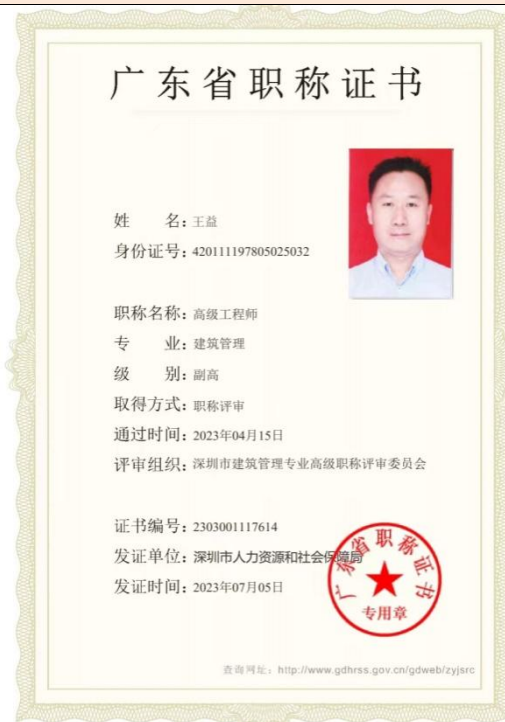 广东省职称证书
姓 名：王益
身份证号：420111197805025032
职称名称：高级工程师
专 业：建筑管理
级 别：副高
取得方式：职称评审
通过时间：2023年04月15日
评审组织：深圳市建筑管理专业高级职称评审委员会
证书编号：2303001117614
发证单位：深圳市人力资源和社会保障局
发证时间：2023年07月05日
广东省职称证书
专用章
查询网址：http://www.gdhrss.gov.cn/gdweb/zyjsrc